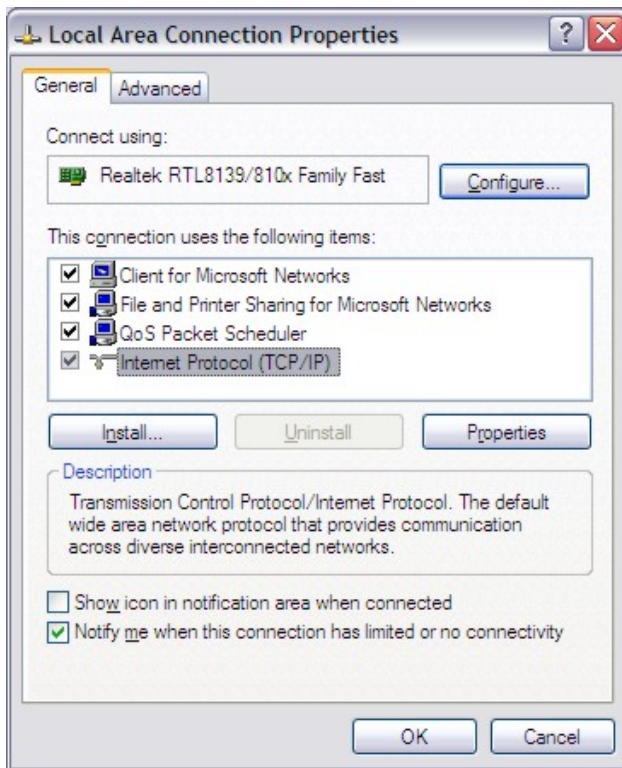 Local Area Connection Properties
?
General
Advanced
Connect using:
Realtek RTL8139/810x Family Fast
Configure...
This connection uses the following items:
Client for Microsoft Networks
File and Printer Sharing for Microsoft Networks
QoS Packet Scheduler
Internet Protocol (TCP/IP)
Install...
Uninstall
Properties
Description
Transmission Control Protocol/Internet Protocol. The default
wide area network protocol that provides communication
across diverse interconnected networks.
Show icon in notification area when connected
Notify me when this connection has limited or no connectivity
OK
Cancel